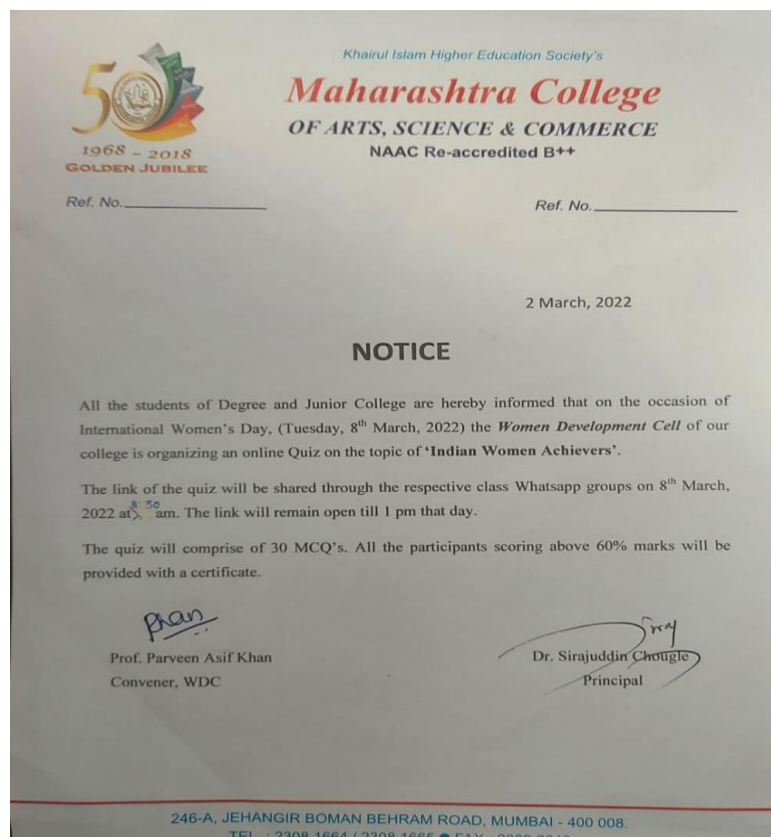 50
1968 – 2018
GOLDEN JUBILEE
Khairul Islam Higher Education Society's
Maharashtra College
OF ARTS, SCIENCE & COMMERCE
NAAC Re-accredited B++
Ref. No.
Ref. No.
2 March, 2022
NOTICE
All the students of Degree and Junior College are hereby informed that on the occasion of
International Women's Day, (Tuesday, 8th March, 2022) the Women Development Cell of our
college is organizing an online Quiz on the topic of 'Indian Women Achievers'.
The link of the quiz will be shared through the respective class Whatsapp groups on 8th March,
2022 at 11:30 am. The link will remain open till 1 pm that day.
The quiz will comprise of 30 MCQ's. All the participants scoring above 60% marks will be
provided with a certificate.
Prof. Parveen Asif Khan
Convener, WDC
Dr. Sirajuddin Chougle
Principal
246-A, JEHANGIR BOMAN BEHRAM ROAD, MUMBAI - 400 008.
TEL. : 2308 1664 / 2308 1665 ● FAX :